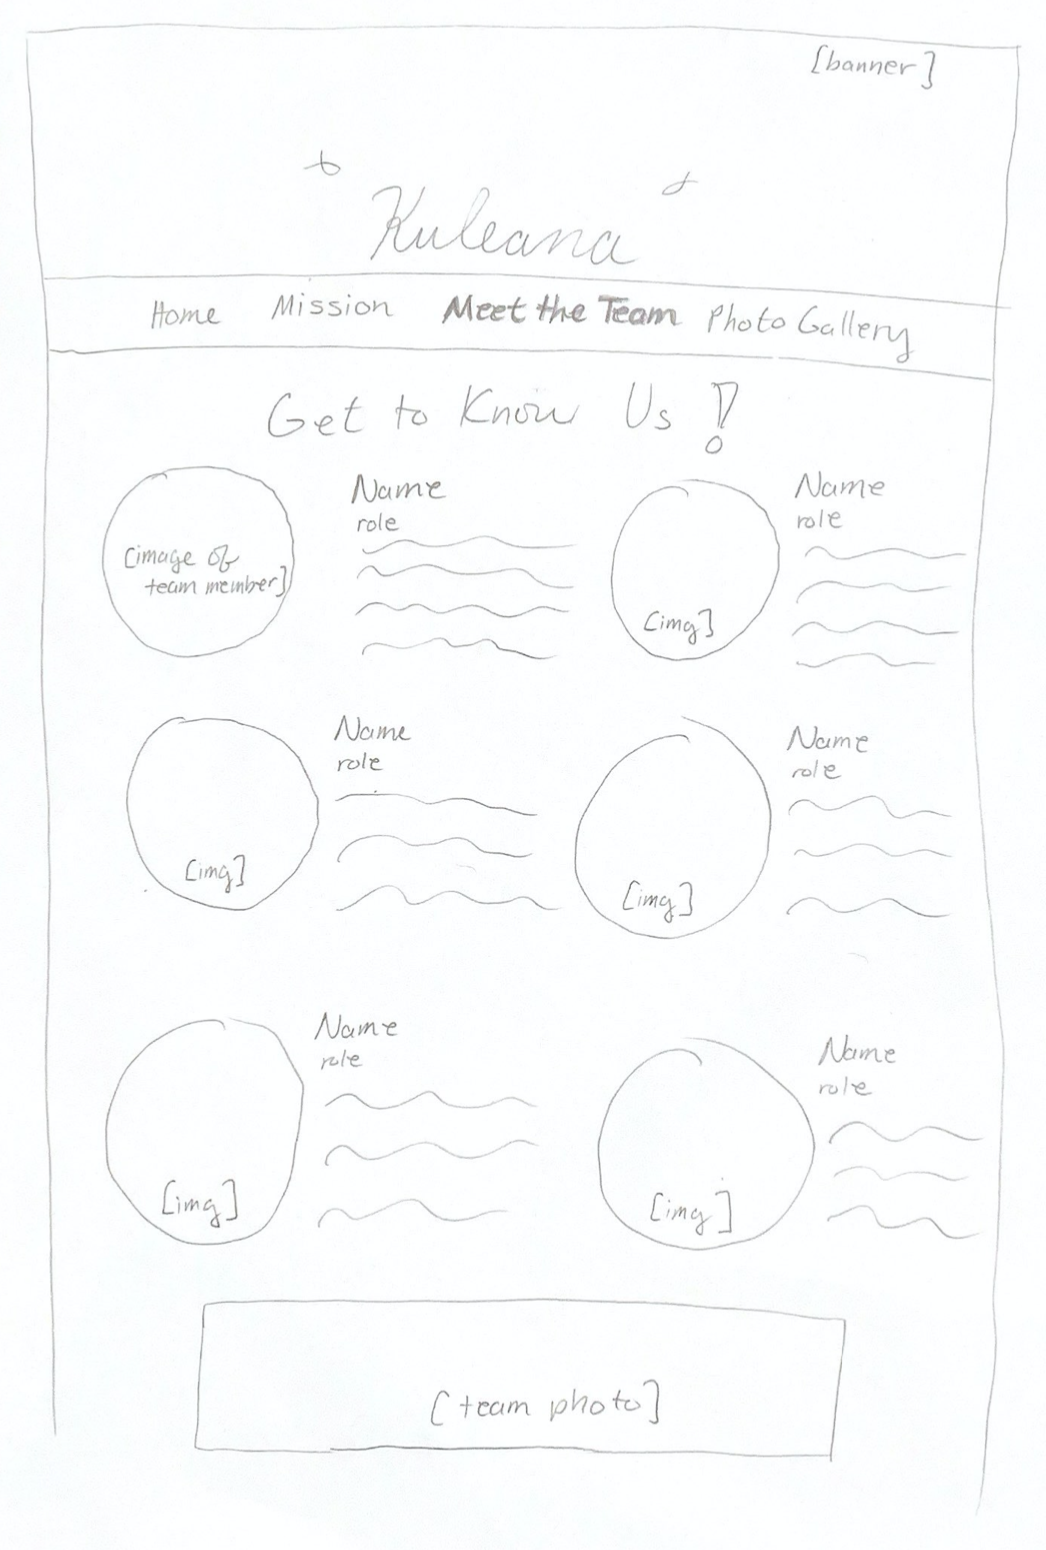 [banner]
Kuleana
Home Mission Meet the Team Photo Gallery
Get to Know Us!
[image of
team member]
Name
role
[img]
Name
role
[img]
Name
role
[img]
Name
role
[img]
Name
role
[img]
Name
role
[team photo]